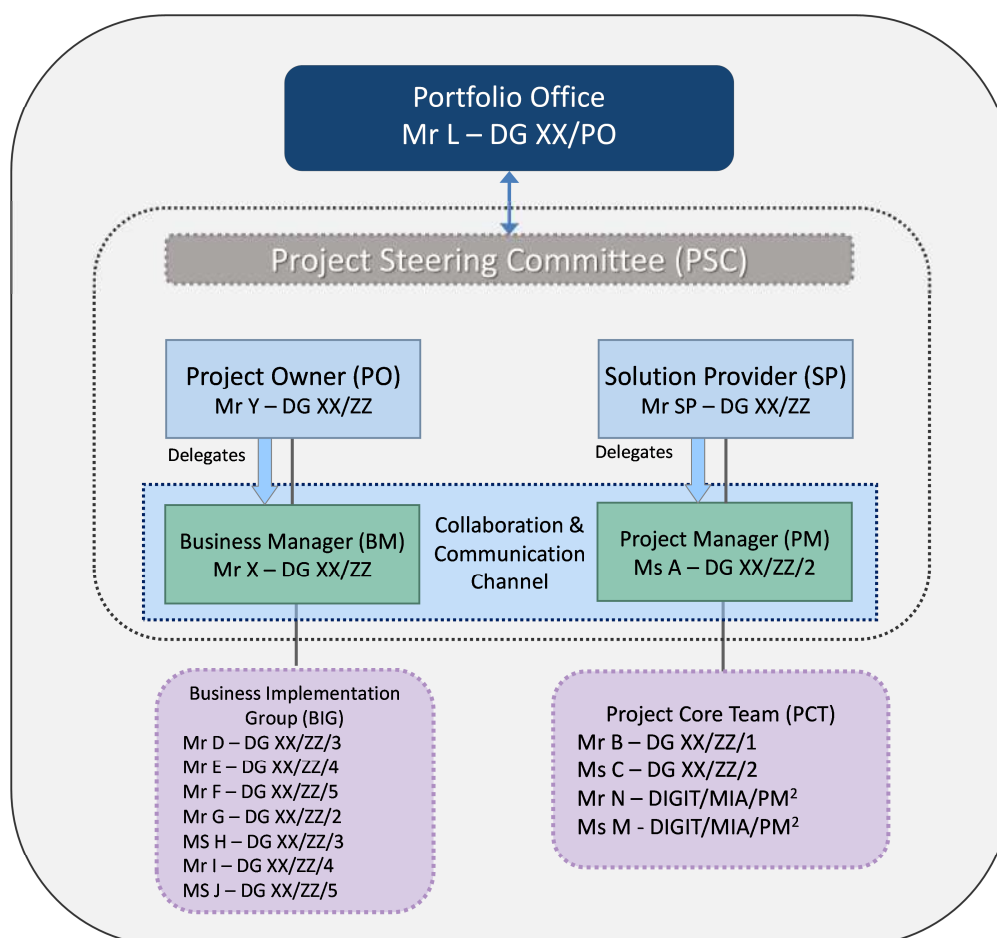 Portfolio Office
Mr L – DG XX/PO
Project Steering Committee (PSC)
Project Owner (PO)
Mr Y – DG XX/ZZ
Solution Provider (SP)
Mr SP – DG XX/ZZ
Delegates
Delegates
Business Manager (BM)
Mr X – DG XX/ZZ
Collaboration &
Communication
Channel
Project Manager (PM)
Ms A – DG XX/ZZ/2
Business Implementation
Group (BIG)
Mr D – DG XX/ZZ/3
Mr E – DG XX/ZZ/4
Mr F – DG XX/ZZ/5
Mr G – DG XX/ZZ/2
MS H – DG XX/ZZ/3
Mr I – DG XX/ZZ/4
MS J – DG XX/ZZ/5
Project Core Team (PCT)
Mr B – DG XX/ZZ/1
Ms C – DG XX/ZZ/2
Mr N – DIGIT/MIA/PM²
Ms M - DIGIT/MIA/PM²